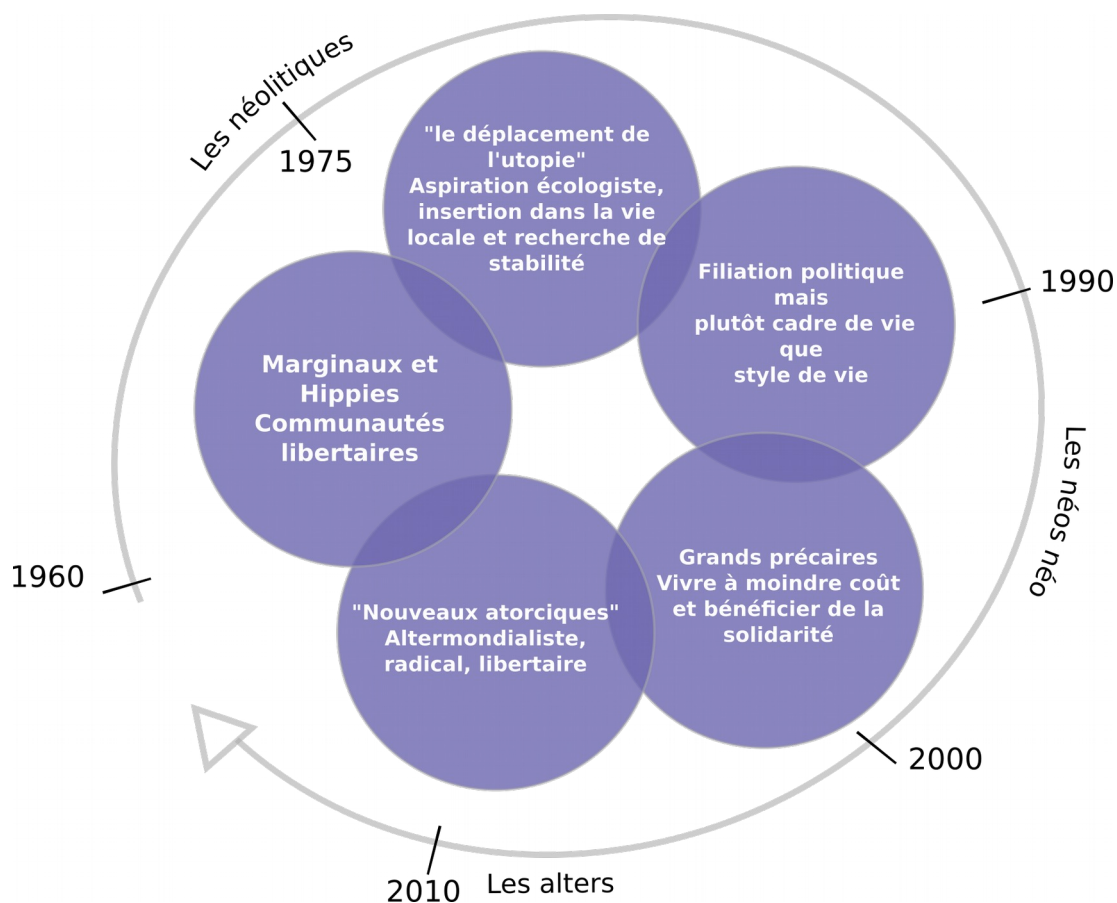 Les néolitiques
1975
"le déplacement de
l'utopie"
Aspiration écologiste,
insertion dans la vie
locale et recherche de
stabilité
1990
Filiation politique
mais
plutôt cadre de vie
que
style de vie
Marginaux et
Hippies
Communautés
libertaires
Les néos néo
1960
Grands précaires
Vivre à moindre coût
et bénéficier de la
solidarité
"Nouveaux atorciques"
Altermondialiste,
radical, libertaire
2000
2010
Les alters